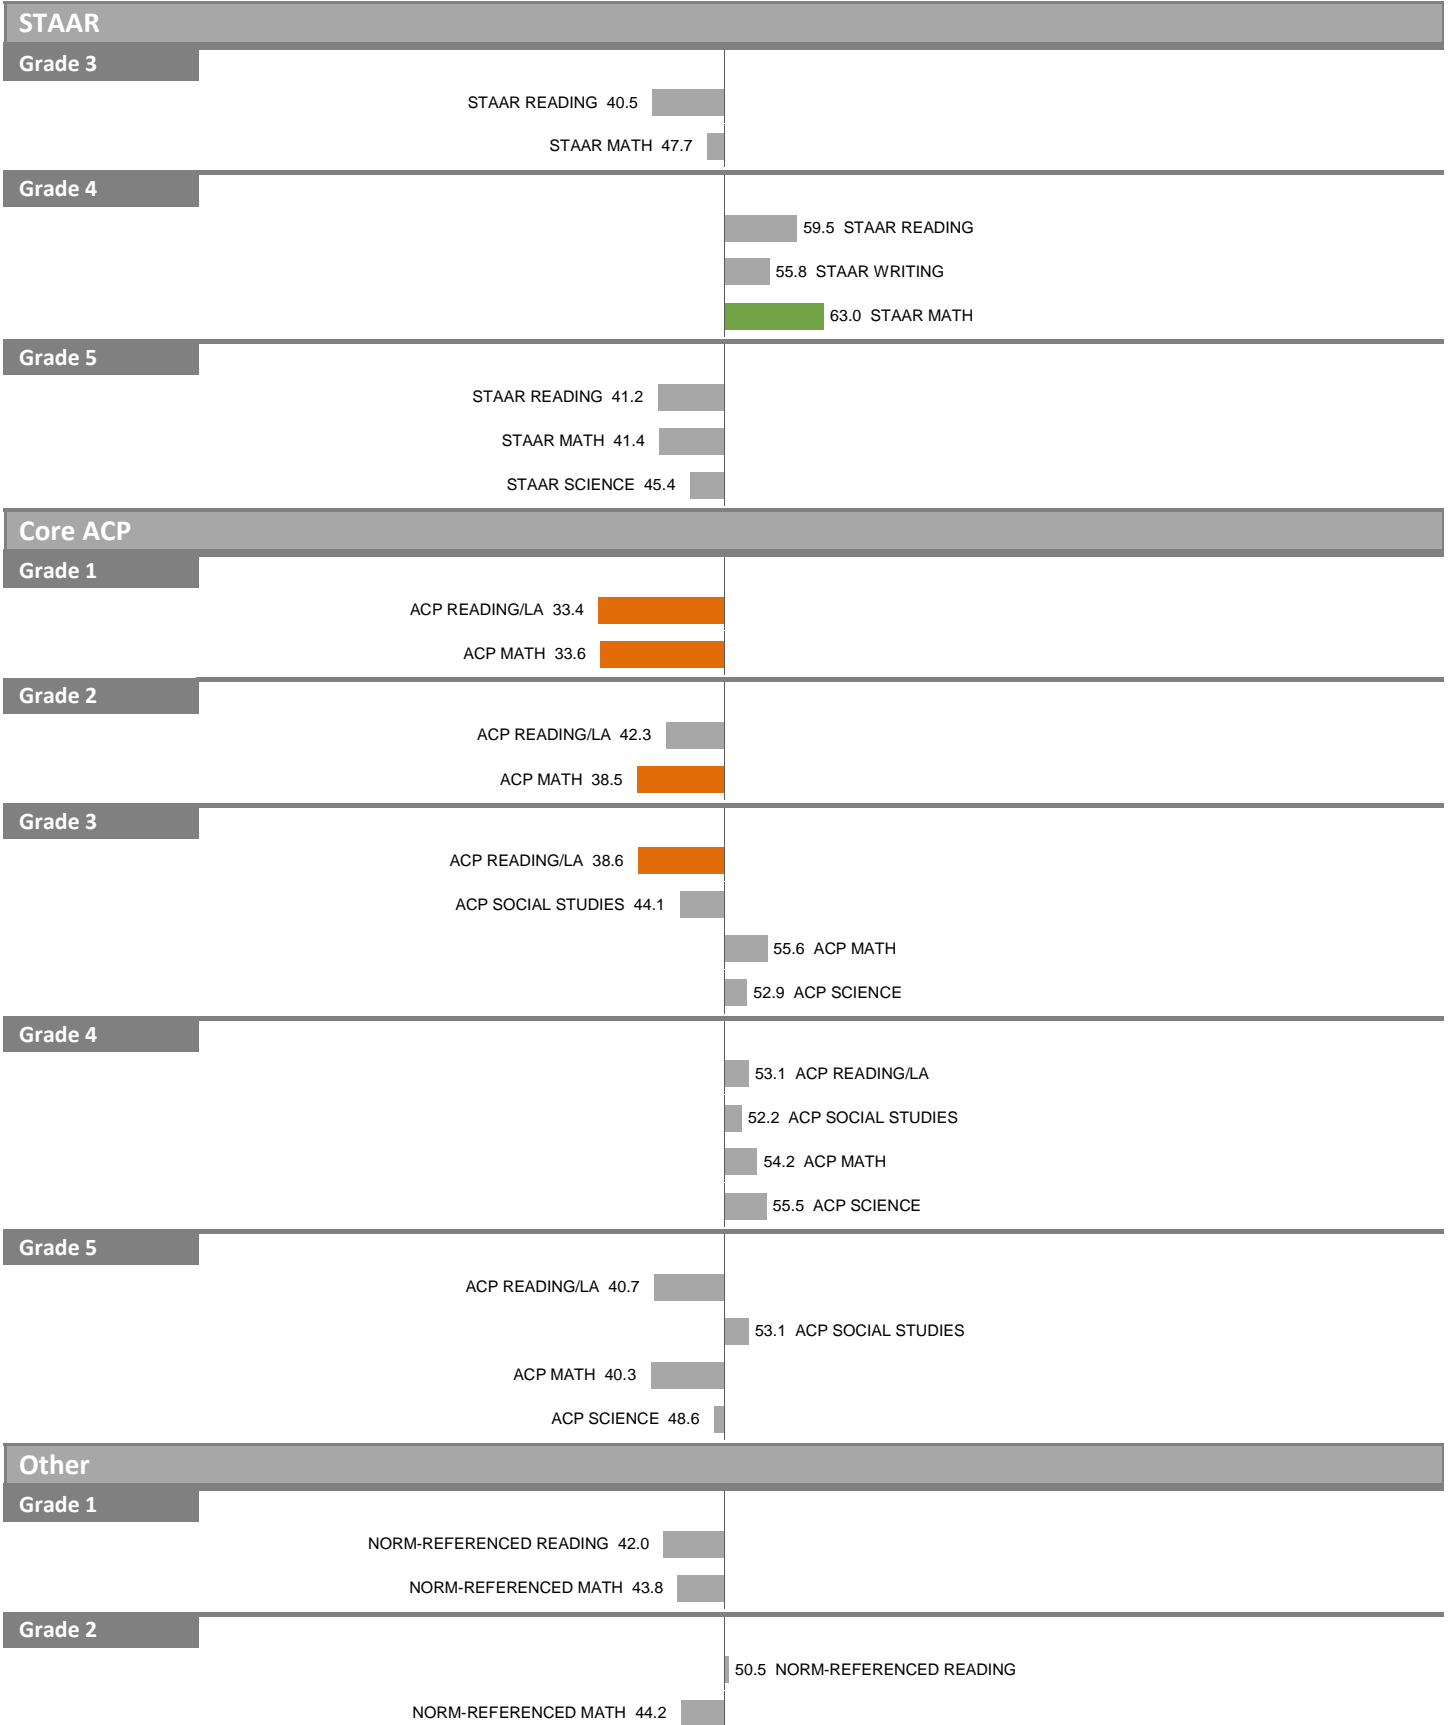 STAAR
Grade 3
STAAR READING 40.5
STAAR MATH 47.7
Grade 4
59.5 STAAR READING
55.8 STAAR WRITING
63.0 STAAR MATH
Grade 5
STAAR READING 41.2
STAAR MATH 41.4
STAAR SCIENCE 45.4
Core ACP
Grade 1
ACP READING/LA 33.4
ACP MATH 33.6
Grade 2
ACP READING/LA 42.3
ACP MATH 38.5
Grade 3
ACP READING/LA 38.6
ACP SOCIAL STUDIES 44.1
55.6 ACP MATH
52.9 ACP SCIENCE
Grade 4
53.1 ACP READING/LA
52.2 ACP SOCIAL STUDIES
54.2 ACP MATH
55.5 ACP SCIENCE
Grade 5
ACP READING/LA 40.7
53.1 ACP SOCIAL STUDIES
ACP MATH 40.3
ACP SCIENCE 48.6
Other
Grade 1
NORM-REFERENCED READING 42.0
NORM-REFERENCED MATH 43.8
Grade 2
50.5 NORM-REFERENCED READING
NORM-REFERENCED MATH 44.2